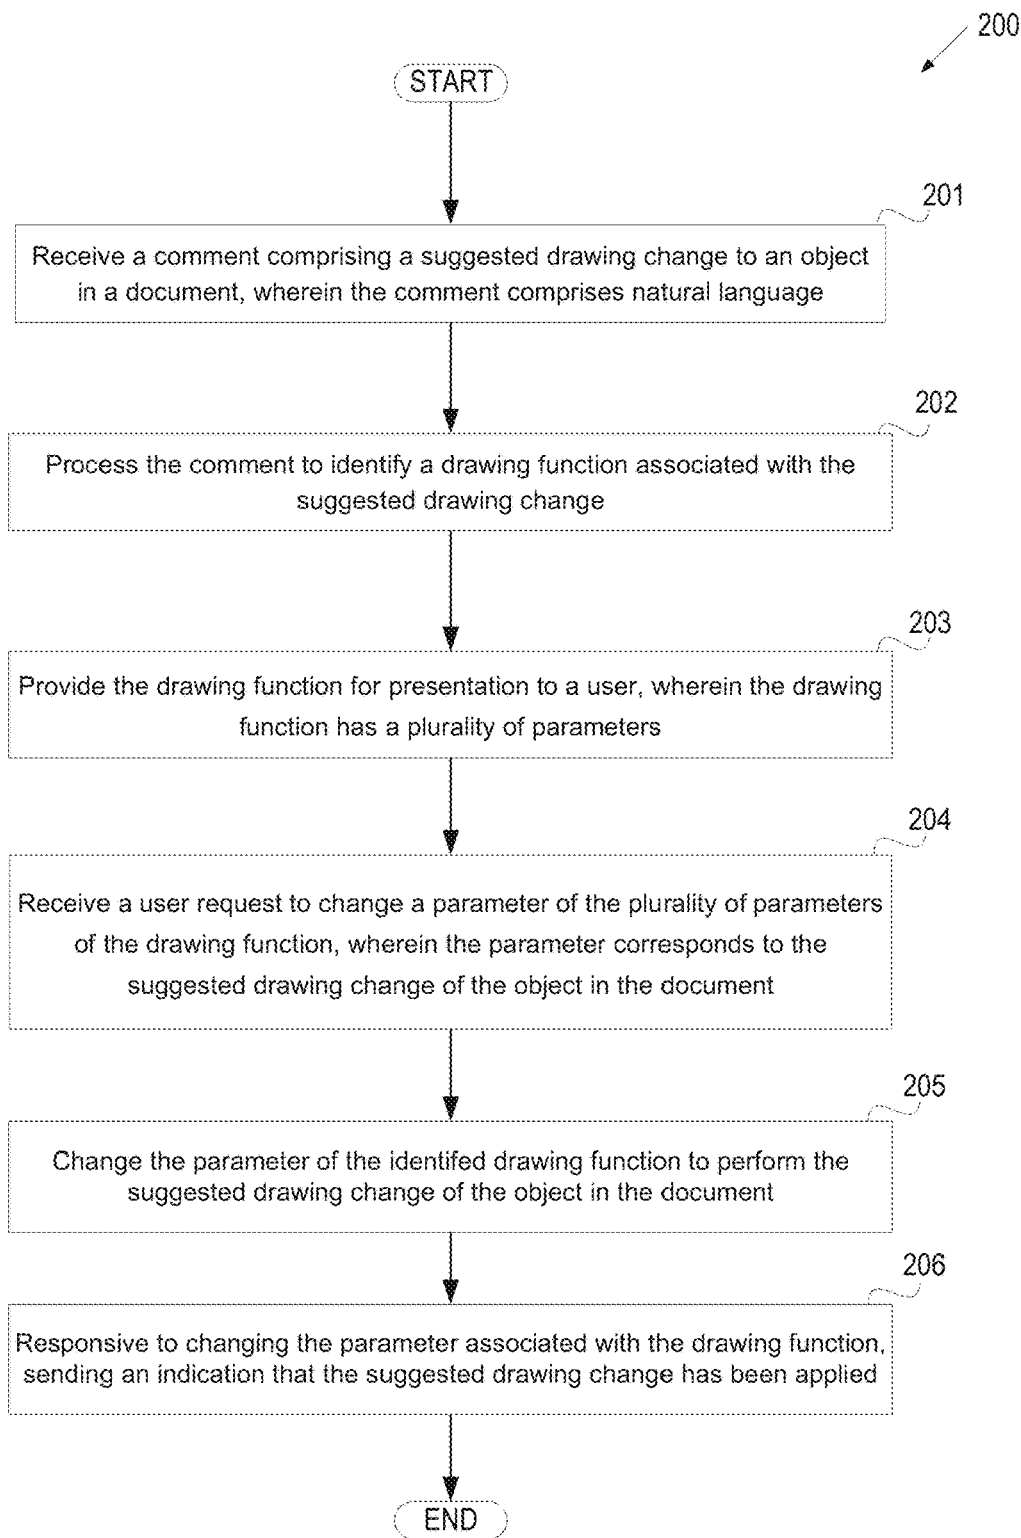 200
START
201
Receive a comment comprising a suggested drawing change to an object
in a document, wherein the comment comprises natural language
202
Process the comment to identify a drawing function associated with the
suggested drawing change
203
Provide the drawing function for presentation to a user, wherein the drawing
function has a plurality of parameters
204
Receive a user request to change a parameter of the plurality of parameters
of the drawing function, wherein the parameter corresponds to the
suggested drawing change of the object in the document
205
Change the parameter of the identifed drawing function to perform the
suggested drawing change of the object in the document
206
Responsive to changing the parameter associated with the drawing function,
sending an indication that the suggested drawing change has been applied
END